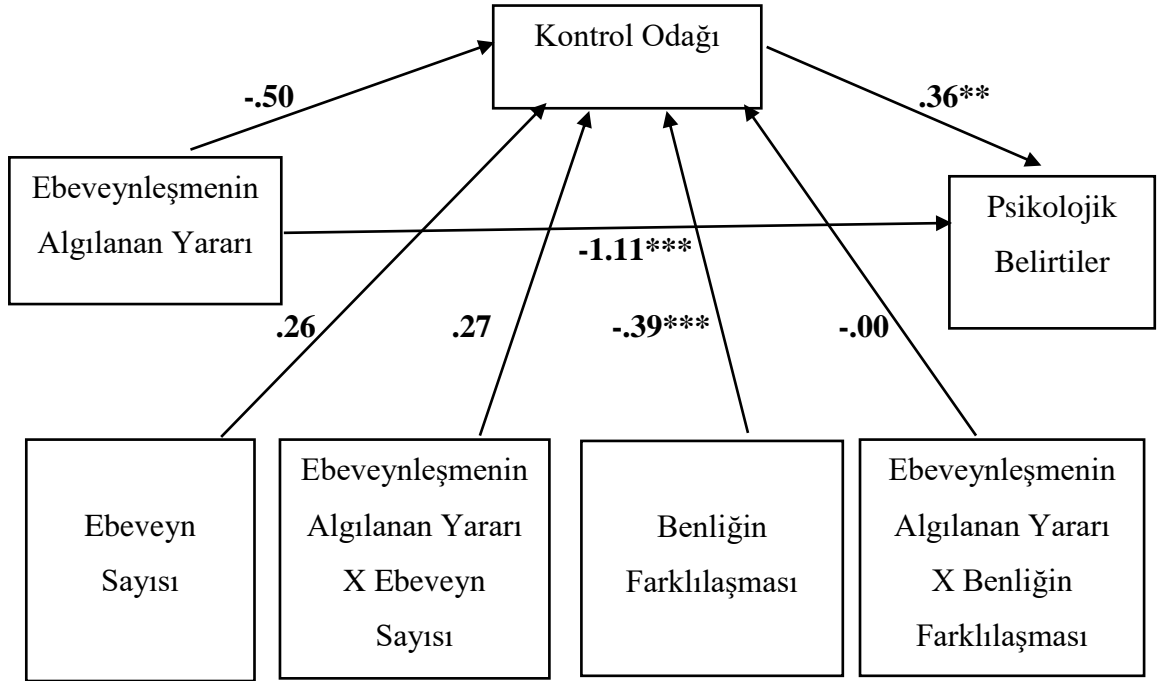 Kontrol Odağı
-.50
.36**
Ebeveynleşmenin
Algılanan Yararı
Psikolojik
Belirtiler
-1.11***
.26
.27
-.39***
-.00
Ebeveyn
Sayısı
Ebeveynleşmenin
Algılanan Yararı
X Ebeveyn
Sayısı
Benliğin
Farklılaşması
Ebeveynleşmenin
Algılanan Yararı
X Benliğin
Farklılaşması